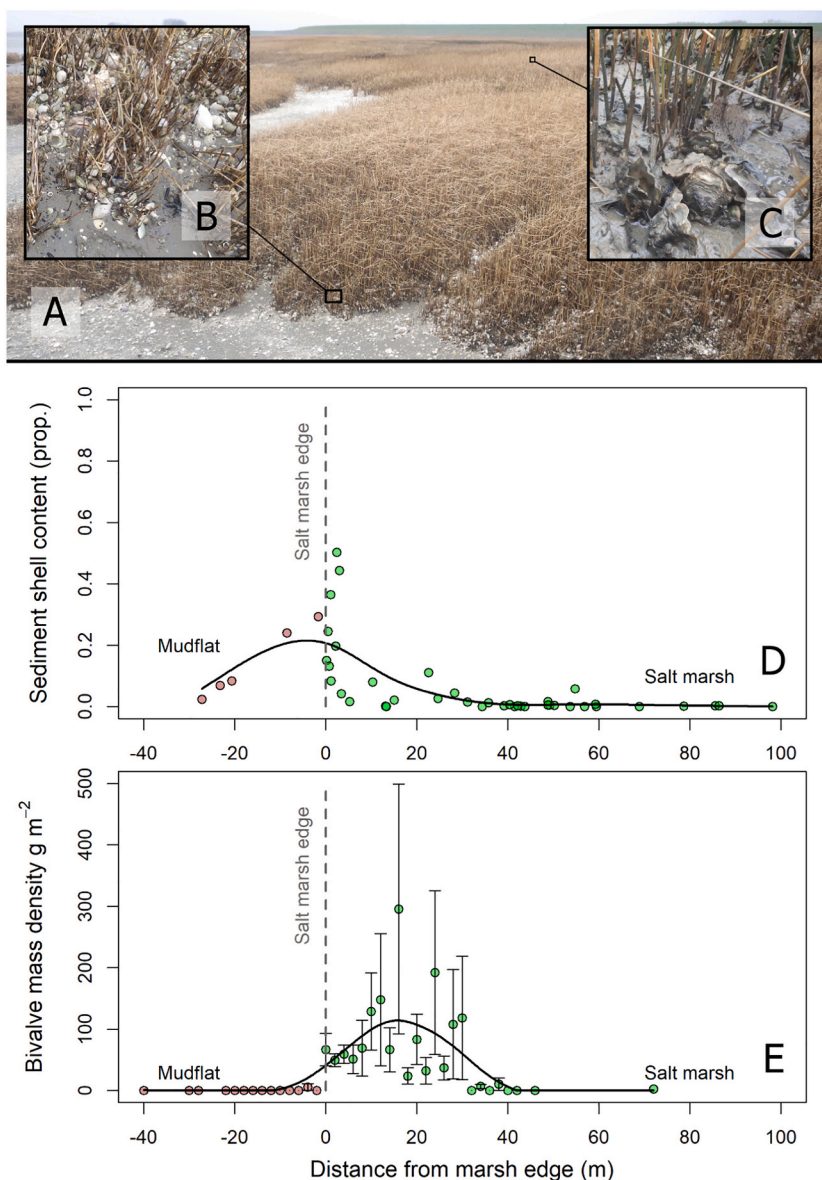 B
C
A
Sediment shell content (prop.)
1.0
0.8
0.6
0.4
0.2
0.0
Salt marsh edge
Mudflat
Salt marsh
D
-40
-20
0
20
40
60
80
100
Bivalve mass density g m⁻²
500
400
300
200
100
0
Salt marsh edge
Mudflat
Salt marsh
E
-40
-20
0
20
40
60
80
100
Distance from marsh edge (m)